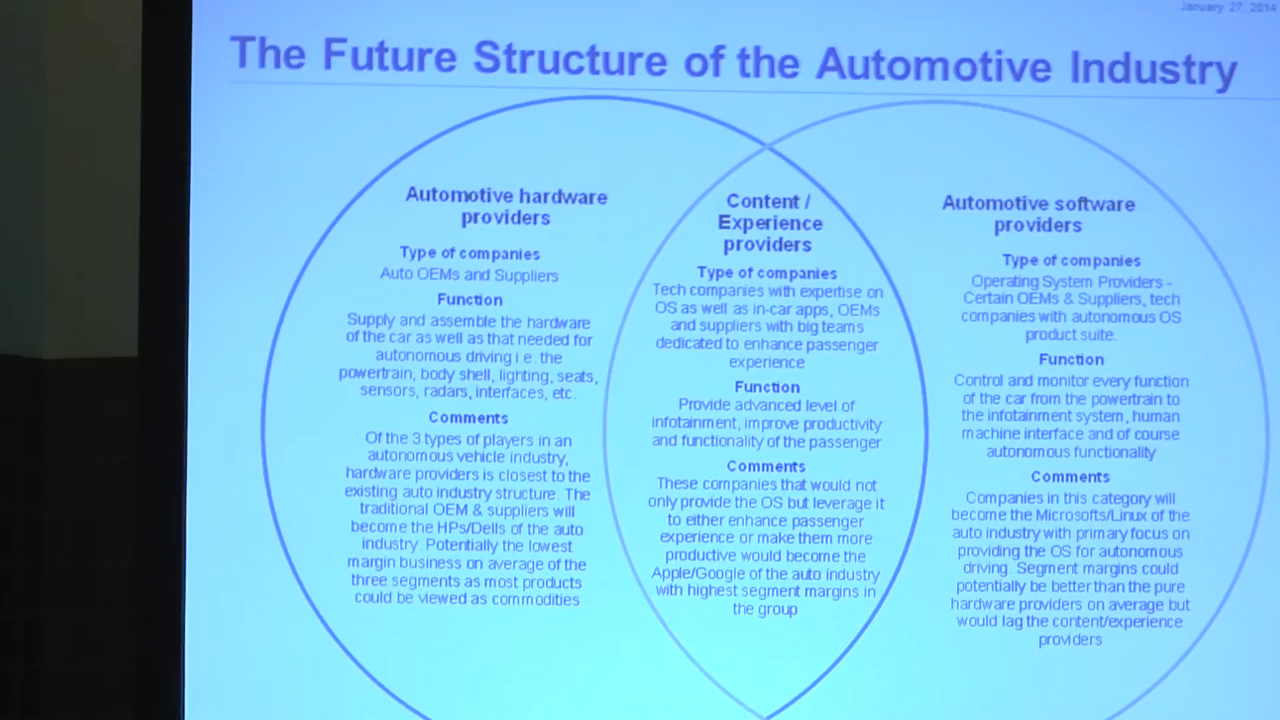 January 27, 2014
The Future Structure of the Automotive Industry
Automotive hardware
providers
Type of companies
Auto OEMs and Suppliers
Function
Supply and assemble the hardware
of the car as well as that needed for
autonomous driving i.e. the
powertrain, body shell, lighting, seats,
sensors, radars, interfaces, etc.
Comments
Of the 3 types of players in an
autonomous vehicle industry,
hardware providers is closest to the
existing auto industry structure. The
traditional OEM & suppliers will
become the HPs/Dells of the auto
industry. Potentially the lowest
margin business on average of the
three segments as most products
could be viewed as commodities
Content /
Experience
providers
Type of companies
Tech companies with expertise on
OS as well as in-car apps, OEMs
and suppliers with big teams
dedicated to enhance passenger
experience
Function
Provide advanced level of
infotainment, improve productivity
and functionality of the passenger
Comments
These companies that would not
only provide the OS but leverage it
to either enhance passenger
experience or make them more
productive would become the
Apple/Google of the auto industry
with highest segment margins in
the group
Automotive software
providers
Type of companies
Operating System Providers -
Certain OEMs & Suppliers, tech
companies with autonomous OS
product suite.
Function
Control and monitor every function
of the car from the powertrain to
the infotainment system, human
machine interface and of course
autonomous functionality
Comments
Companies in this category will
become the Microsofts/Linux of the
auto industry with primary focus on
providing the OS for autonomous
driving. Segment margins could
potentially be better than the pure
hardware providers on average but
would lag the content/experience
providers